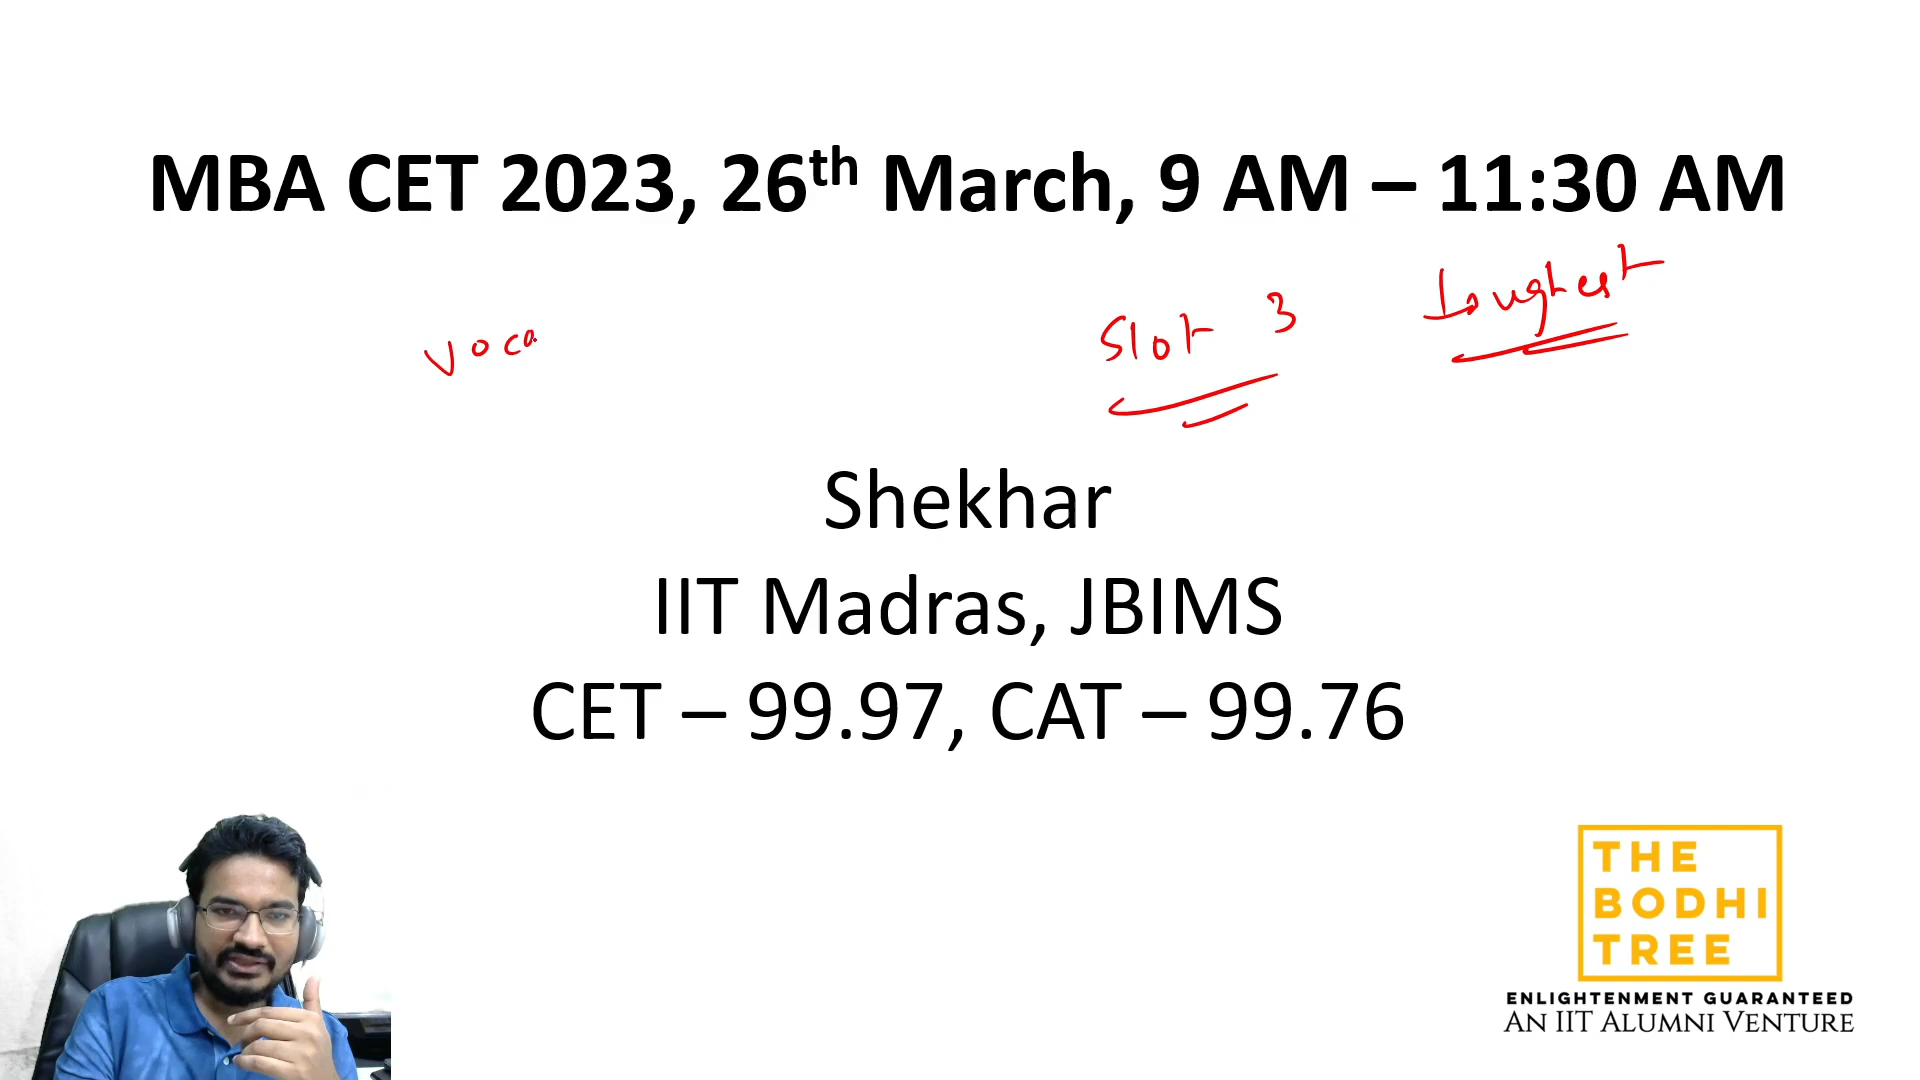 MBA CET 2023, 26th March, 9 AM – 11:30 AM
Toughest
Slot 3
Voca
Shekhar
IIT Madras, JBIMS
CET – 99.97, CAT – 99.76
THE
BODHI
TREE
ENLIGHTENMENT GUARANTEED
AN IIT ALUMNI VENTURE